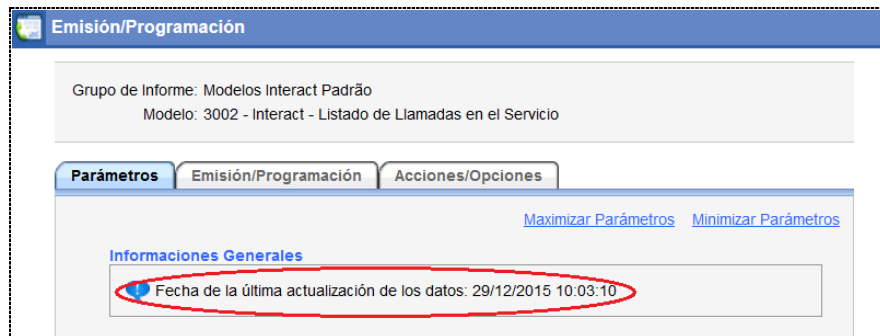 Emisión/Programación
Grupo de Informe: Modelos Interact Padrão
Modelo: 3002 - Interact - Listado de Llamadas en el Servicio
Parámetros Emisión/Programación Acciones/Opciones
Maximizar Parámetros Minimizar Parámetros
Informaciones Generales
Fecha de la última actualización de los datos: 29/12/2015 10:03:10